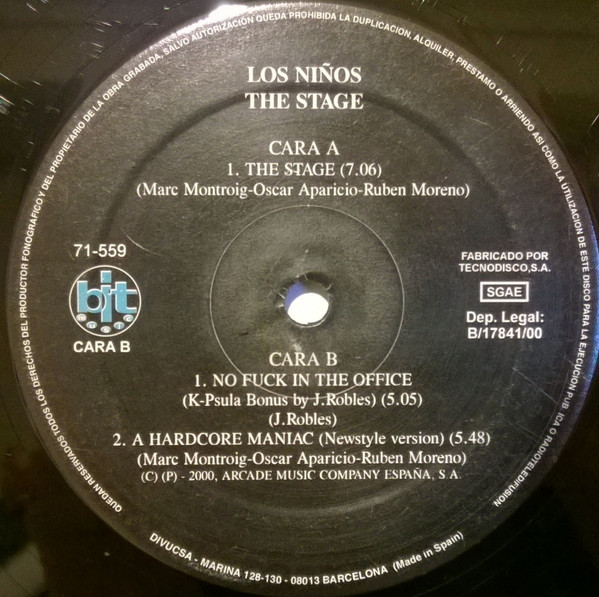 QUEDAN RESERVADOS TODOS LOS DERECHOS DEL PRODUCTOR FONOGRAFICO Y DEL PROPIETARIO DE LA OBRA GRABADA, SALVO AUTORIZACIÓN QUEDA PROHIBIDA LA DUPLICACION, ALQUILER, PRESTAMO O ARRIENDO ASI COMO LA UTILIZACION DE ESTE DISCO PARA LA EJECUCION PUB. ICA O RADIOTELEDIFUSION
LOS NIÑOS
THE STAGE
CARA A
1. THE STAGE (7.06)
(Marc Montroig-Oscar Aparicio-Ruben Moreno)
71-559
bit
music
CARA B
FABRICADO POR
TECNODISCO,S.A.
SGAE
Dep. Legal:
B/17841/00
CARA B
1. NO FUCK IN THE OFFICE
(K-Psula Bonus by J.Robles) (5.05)
(J.Robles)
2. A HARDCORE MANIAC (Newstyle version) (5.48)
(Marc Montroig-Oscar Aparicio-Ruben Moreno)
(C) (P) - 2000, ARCADE MUSIC COMPANY ESPAÑA, S.A.
DIVUCSA - MARINA 128-130 - 08013 BARCELONA (Made in Spain)